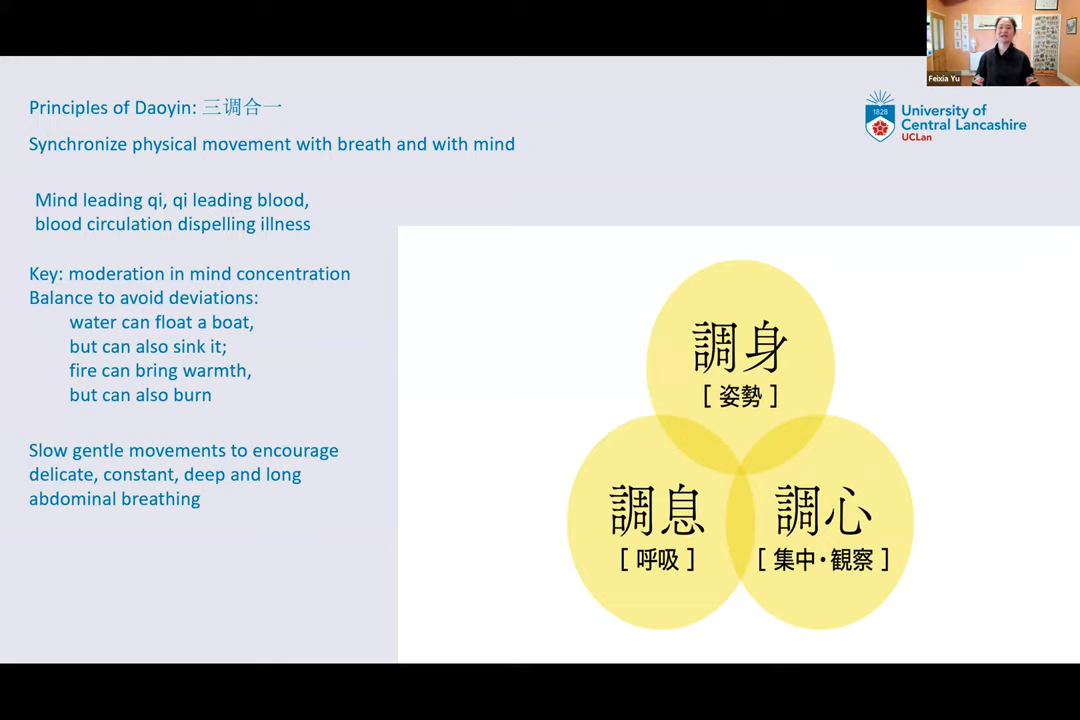 Feixia Yu
Principles of Daoyin: 三调合一
Synchronize physical movement with breath and with mind
1828
University of
Central Lancashire
UCLan
Mind leading qi, qi leading blood,
blood circulation dispelling illness
Key: moderation in mind concentration
Balance to avoid deviations:
water can float a boat,
but can also sink it;
fire can bring warmth,
but can also burn
Slow gentle movements to encourage
delicate, constant, deep and long
abdominal breathing
調身
[ 姿勢 ]
調息
[ 呼吸 ]
調心
[ 集中・観察 ]